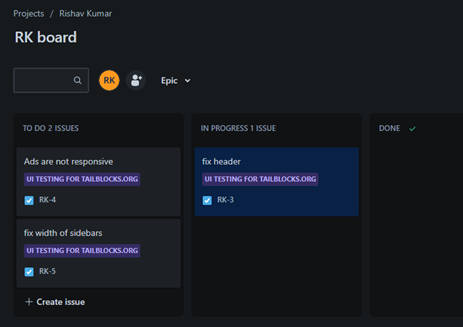 Projects / Rishav Kumar
RK board
RK
Epic
TO DO 2 ISSUES
Ads are not responsive
UI TESTING FOR TAILBLOCKS.ORG
RK-4
fix width of sidebars
UI TESTING FOR TAILBLOCKS.ORG
RK-5
+ Create issue
IN PROGRESS 1 ISSUE
fix header
UI TESTING FOR TAILBLOCKS.ORG
RK-3
DONE